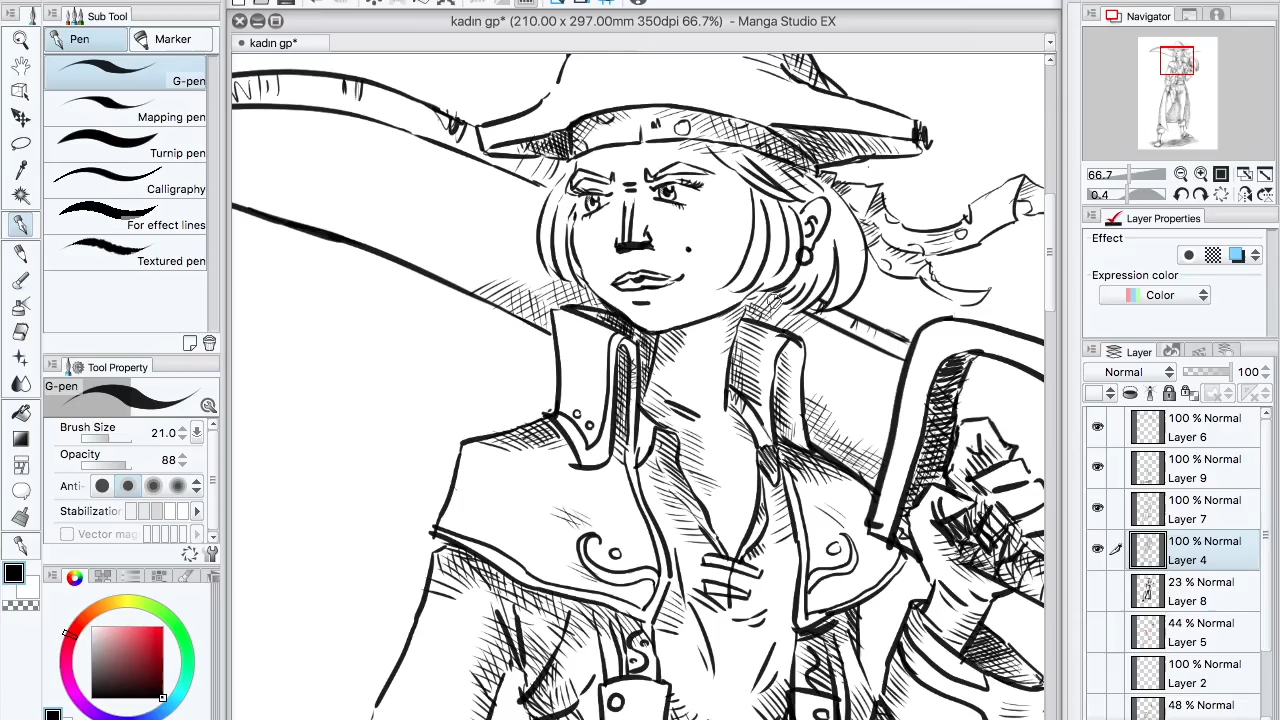 kadın gp* (210.00 x 297.00mm 350dpi 66.7%) - Manga Studio EX
kadın gp*
Sub Tool
Pen
Marker
G-pen
Mapping pen
Turnip pen
Calligraphy
For effect lines
Textured pen
Tool Property
G-pen
Brush Size
21.0
Opacity
88
Anti-
Stabilization
Vector mag
Navigator
66.7
0.4
Layer Properties
Effect
Expression color
Color
Layer
Normal
100
100 % Normal
Layer 6
100 % Normal
Layer 9
100 % Normal
Layer 7
100 % Normal
Layer 4
23 % Normal
Layer 8
44 % Normal
Layer 5
100 % Normal
Layer 2
48 % Normal